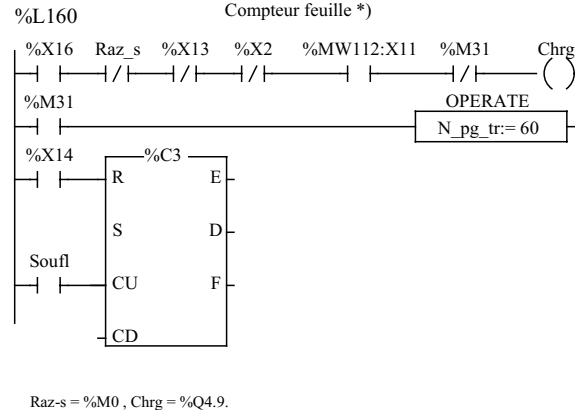 %L160
Compteur feuille *)
%X16 Raz_s %X13 %X2 %MW112:X11 %M31 Chrg
%M31
OPERATE
N_pg_tr:= 60
%X14
%C3
R E
S D
Soufl
CU F
CD
Raz-s = %M0 , Chrg = %Q4.9.